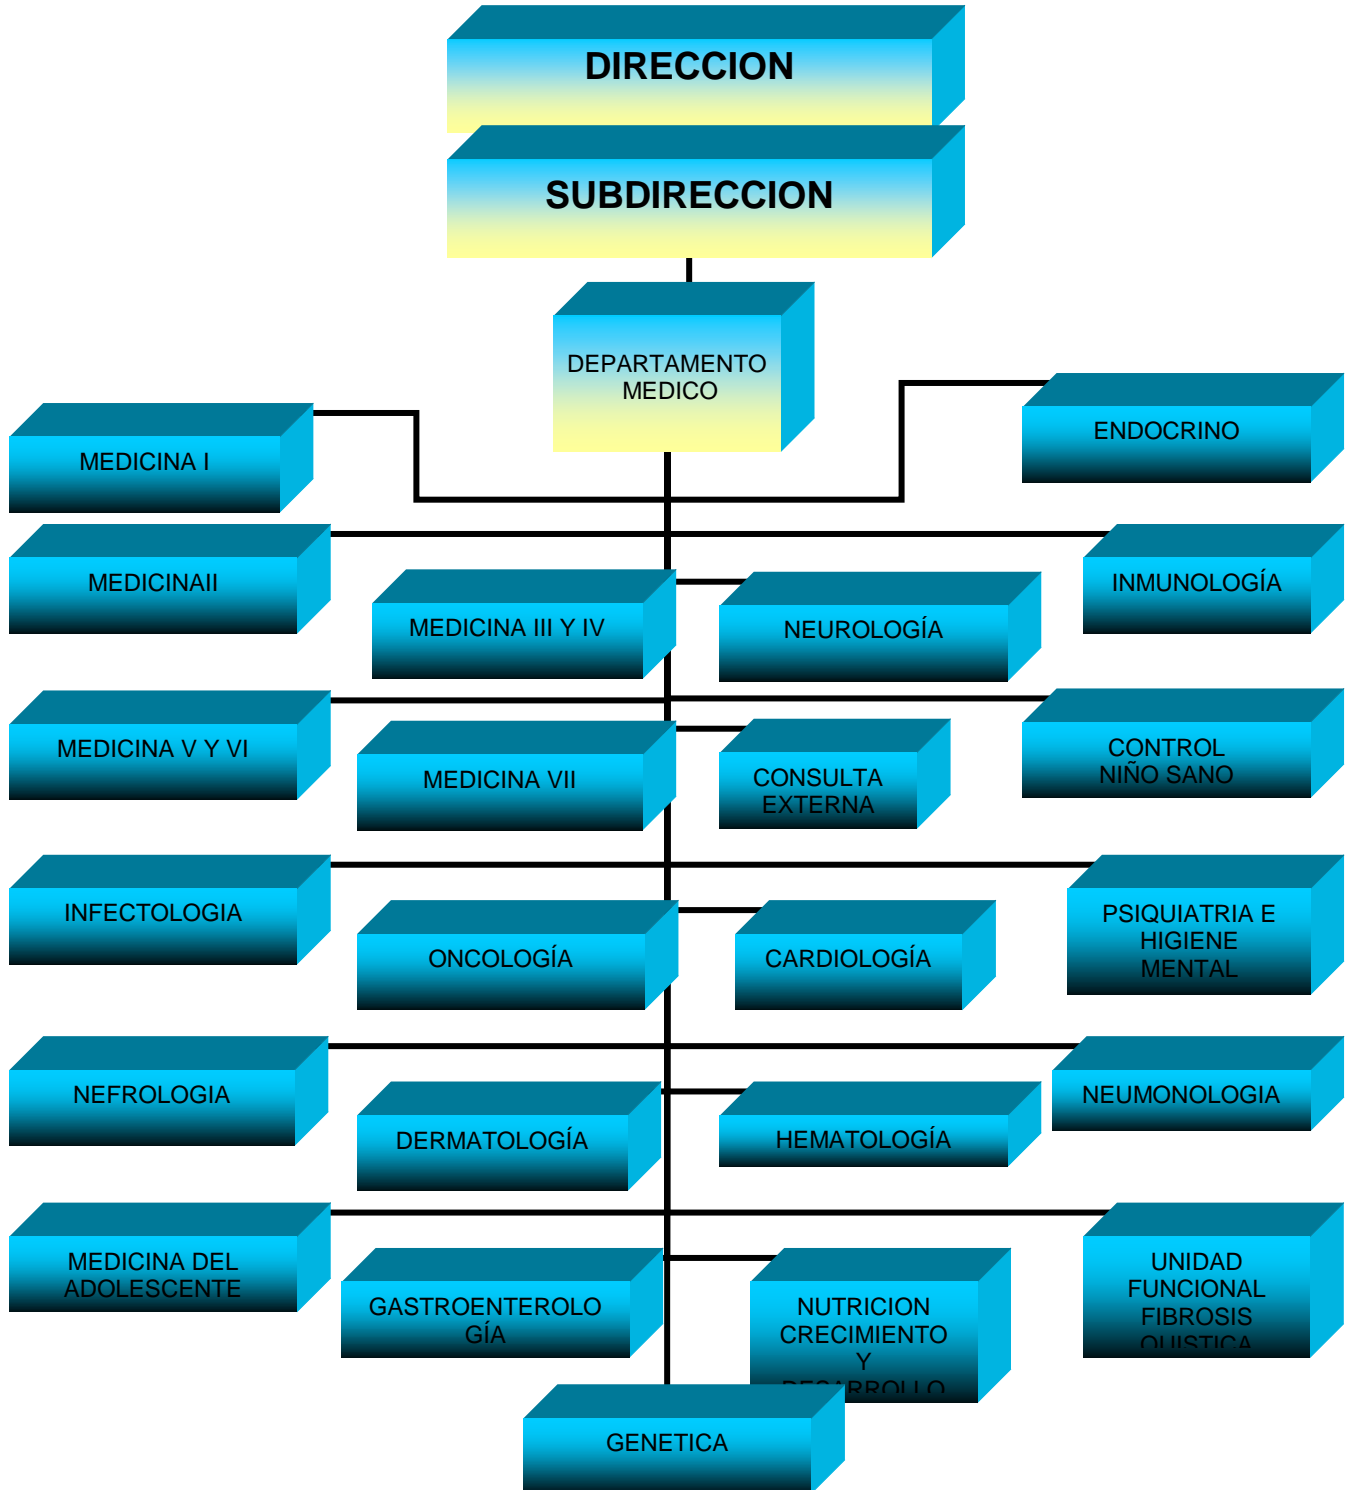 DIRECCION
SUBDIRECCION
DEPARTAMENTO
MEDICO
MEDICINA I
ENDOCRINO
MEDICINAII
INMUNOLOGÍA
MEDICINA III Y IV
NEUROLOGÍA
MEDICINA V Y VI
CONTROL
NIÑO SANO
MEDICINA VII
CONSULTA
EXTERNA
INFECTOLOGIA
PSIQUIATRIA E
HIGIENE
MENTAL
ONCOLOGÍA
CARDIOLOGÍA
NEFROLOGIA
NEUMONOLOGIA
DERMATOLOGÍA
HEMATOLOGÍA
MEDICINA DEL
ADOLESCENTE
UNIDAD
FUNCIONAL
FIBROSIS
QUISTICA
GASTROENTEROLO
GÍA
NUTRICION
CRECIMIENTO
Y
DESARROLLO
GENETICA